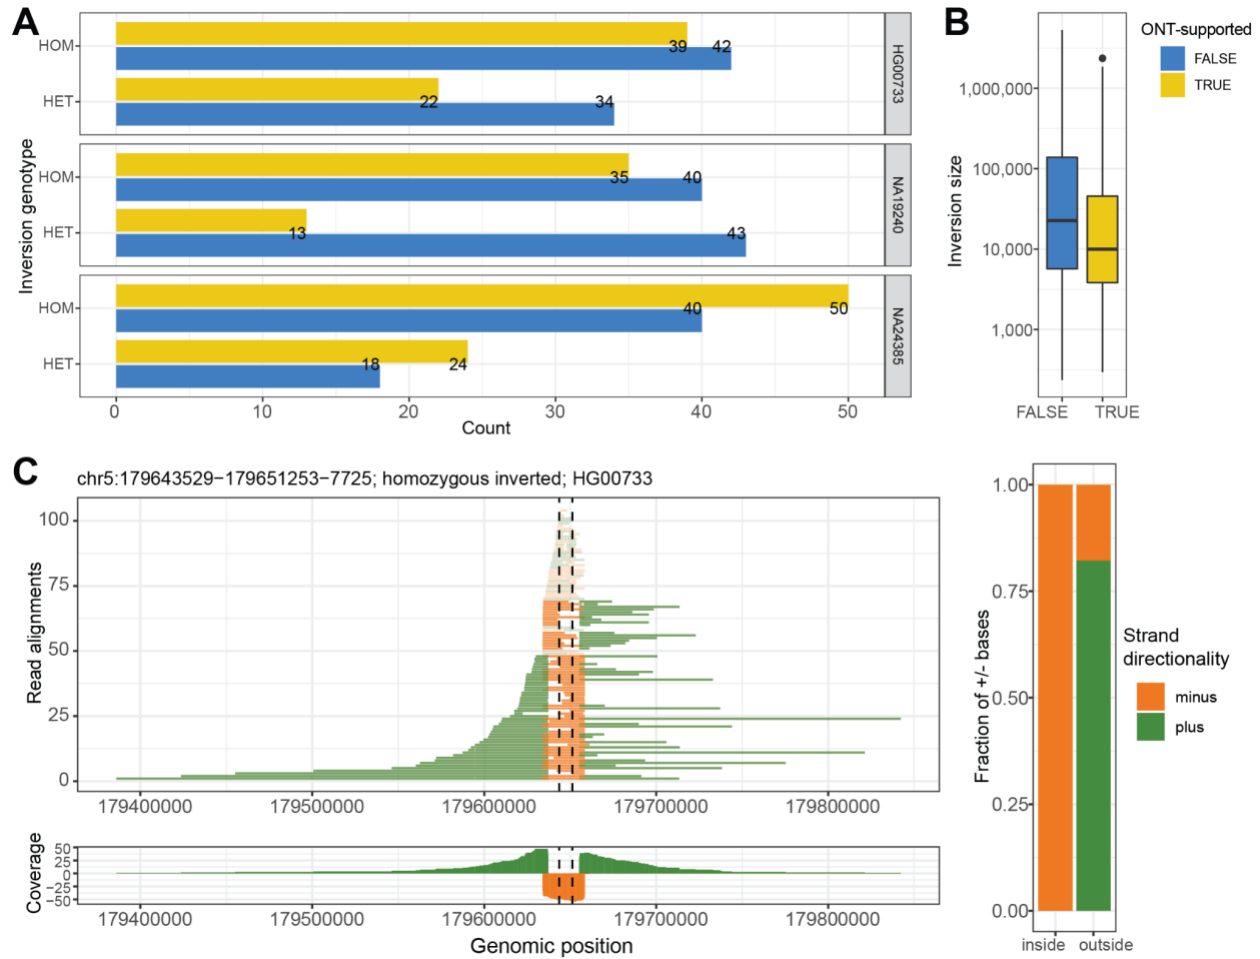 A
HOM
39
42
HET
22
34
HG00733
HOM
35
40
HET
13
43
NA19240
HOM
40
50
HET
18
24
NA24385
Inversion genotype
0 10 20 30 40 50
Count
B
1,000,000
100,000
10,000
1,000
Inversion size
FALSE TRUE
ONT-supported
FALSE
TRUE
C
chr5:179643529−179651253−7725; homozygous inverted; HG00733
100
75
50
25
0
Read alignments
179400000 179500000 179600000 179700000 179800000
50
25
0
−25
−50
Coverage
179400000 179500000 179600000 179700000 179800000
Genomic position
1.00
0.75
0.50
0.25
0.00
Fraction of +/- bases
inside outside
Strand
directionality
minus
plus